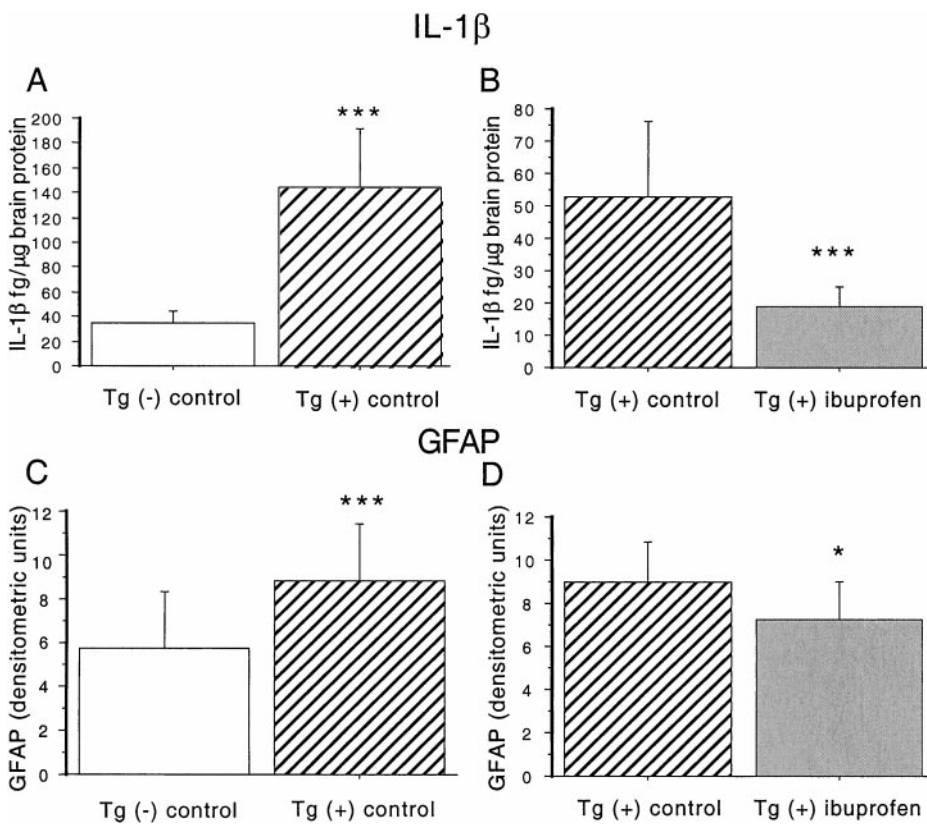 IL-1β
A
IL-1β fg/μg brain protein
200
180
160
140
120
100
80
60
40
20
0
***
Tg (-) control
Tg (+) control
B
IL-1β fg/μg brain protein
80
70
60
50
40
30
20
10
0
***
Tg (+) control
Tg (+) ibuprofen
GFAP
C
GFAP (densitometric units)
12
10
8
6
4
2
0
***
Tg (-) control
Tg (+) control
D
GFAP (densitometric units)
12
10
8
6
4
2
0
*
Tg (+) control
Tg (+) ibuprofen